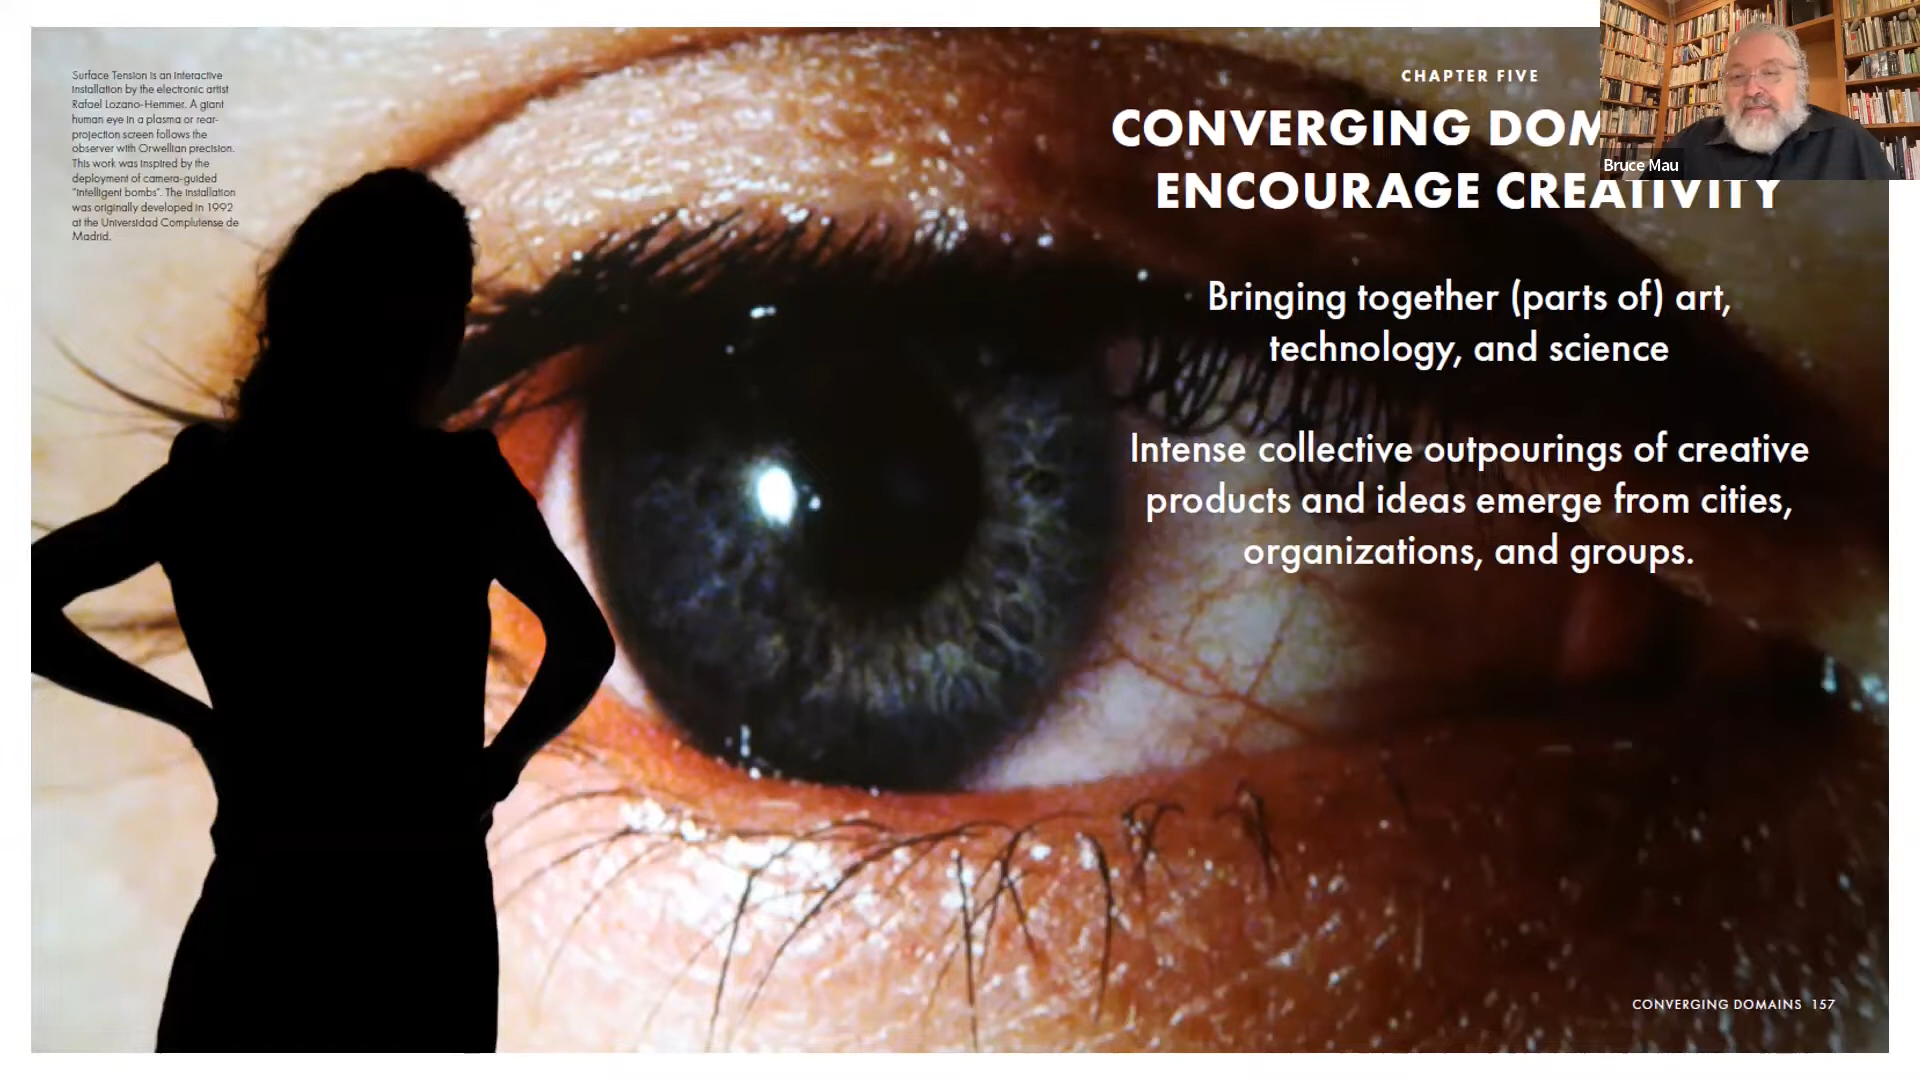 Surface Tension is an interactive
installation by the electronic artist
Rafael Lozano-Hemmer. A giant
human eye in a plasma or rear-
projection screen follows the
observer with Orwellian precision.
This work was inspired by the
deployment of camera-guided
"intelligent bombs". The installation
was originally developed in 1992
at the Universidad Complutense de
Madrid.
CHAPTER FIVE
CONVERGING DOM
ENCOURAGE CREATIVITY
Bringing together (parts of) art,
technology, and science
Intense collective outpourings of creative
products and ideas emerge from cities,
organizations, and groups.
CONVERGING DOMAINS 157
Bruce Mau